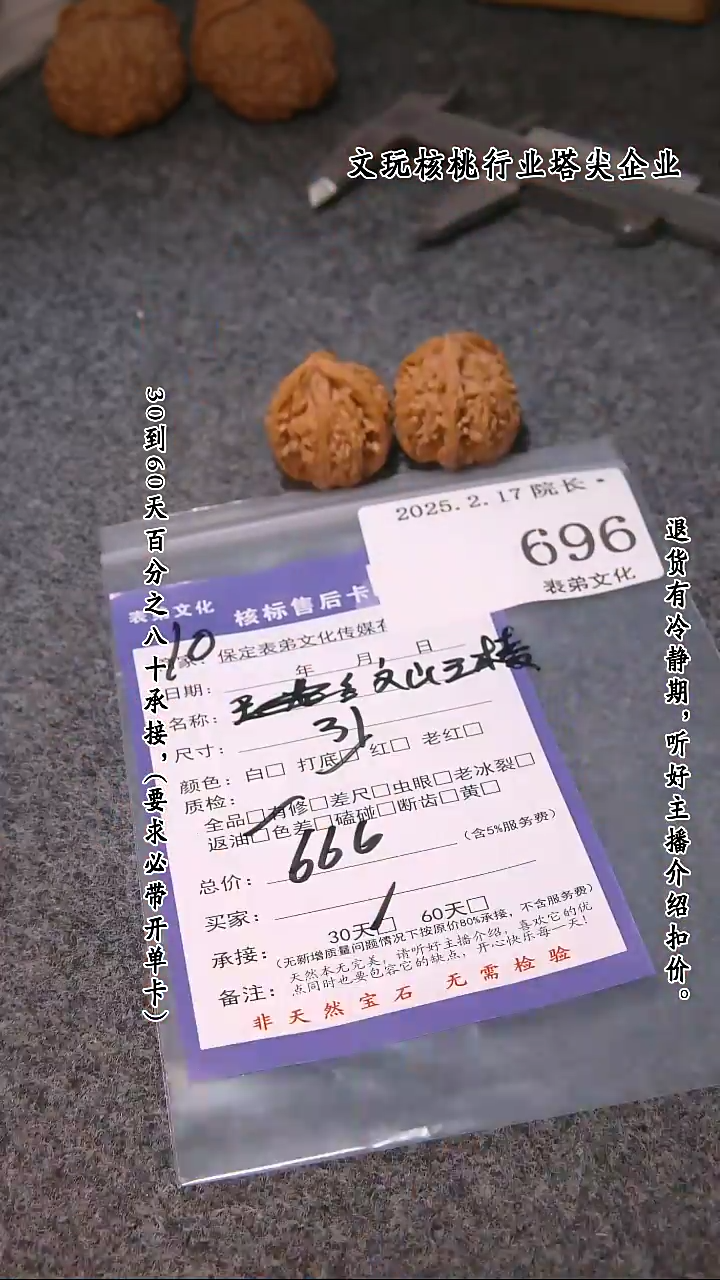 文玩核桃行业塔尖企业
30到60天百分之八十承接,(要求必带开单卡)
退货有冷静期,听好主播介绍扣价。
2025.2.17 院长
696
表弟文化
表弟文化 核标售后卡
10
家: 保定表弟文化传媒有
日期: 年 月 日
名称: 文山三棱
尺寸: 31
颜色: 白□ 打底□ 红□ 老红□
质检:
全品□有修□差尺□虫眼□老冰裂□
返油□色差□磕碰□断齿□黄□
总价: 666 (含5%服务费)
买家:
承接: 30天□ 60天□
(无新增质量问题情况下按原价80%承接,不含服务费)
备注: 天然本无完美,请听好主播介绍,喜欢它的优
点同时也要包容它的缺点,开心快乐每一天!
非天然宝石 无需检验